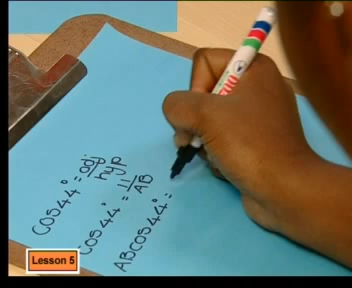 cos44° = adj/hyp
cos44° = 11/AB
ABcos44° =
Lesson 5